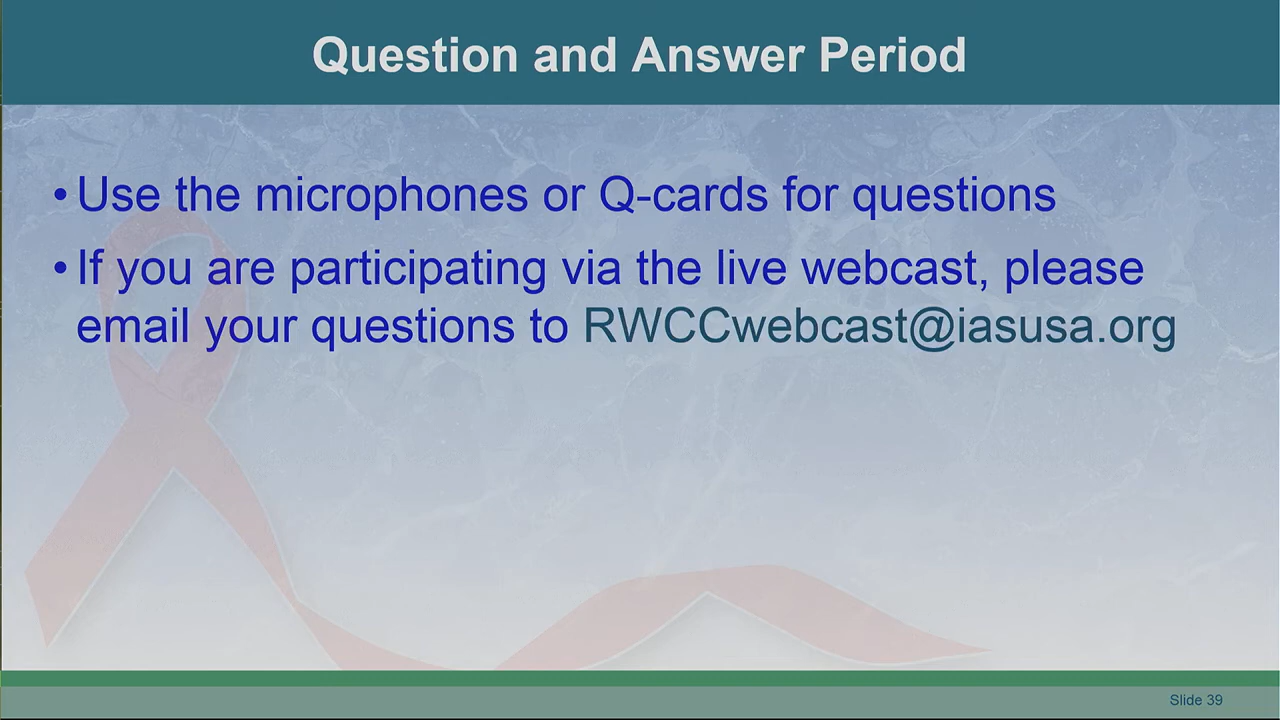 Question and Answer Period
• Use the microphones or Q-cards for questions
• If you are participating via the live webcast, please
email your questions to RWCCwebcast@iasusa.org
Slide 39